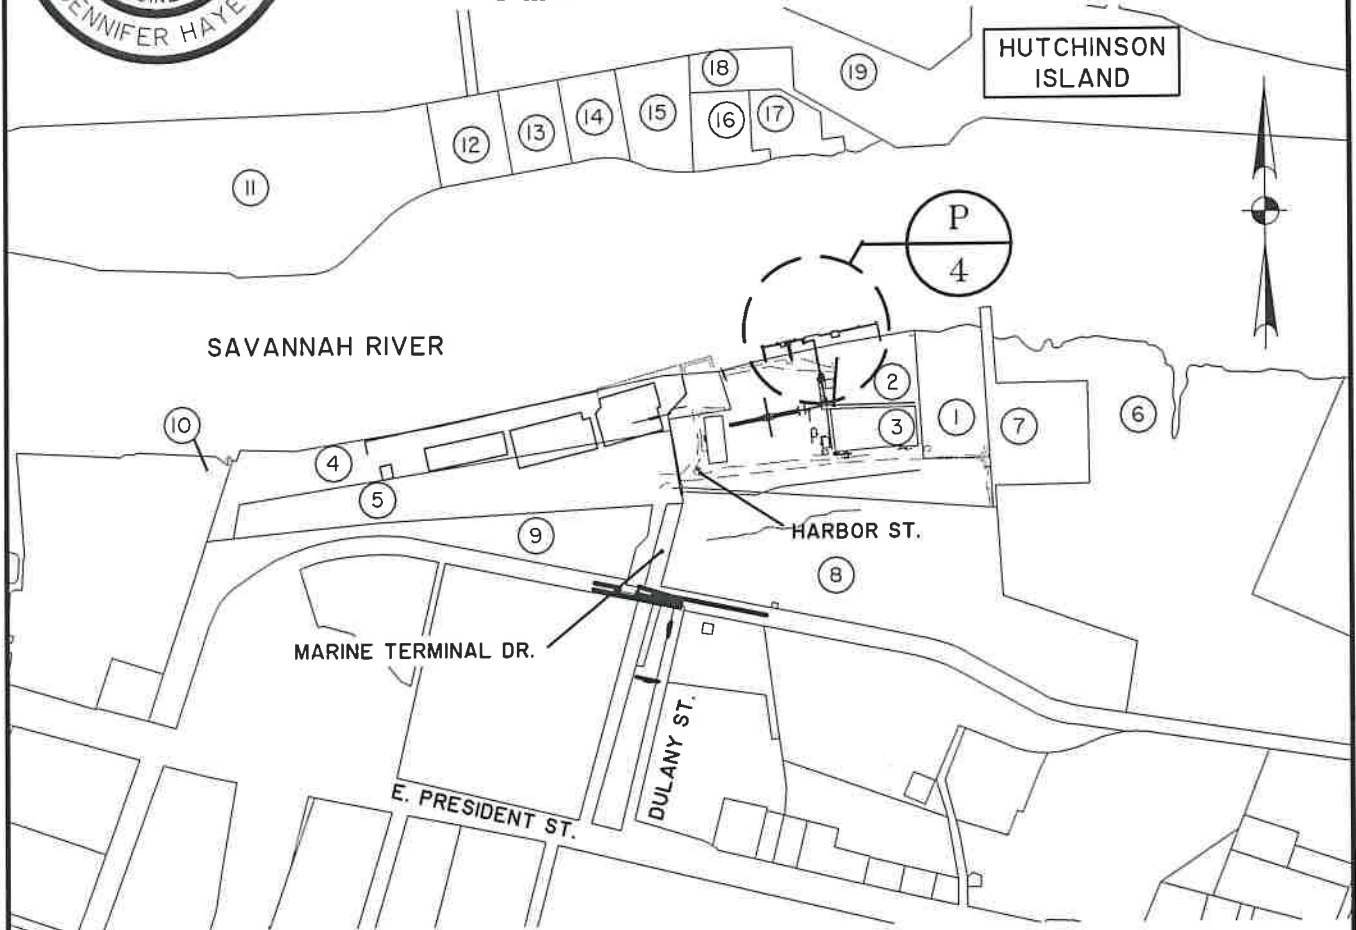 JENNIFER HAYE
HUTCHINSON
ISLAND
18
19
12
13
14
15
16
17
11
P
4
SAVANNAH RIVER
2
1
7
6
3
10
4
5
9
HARBOR ST.
8
MARINE TERMINAL DR.
DULANY ST.
E. PRESIDENT ST.